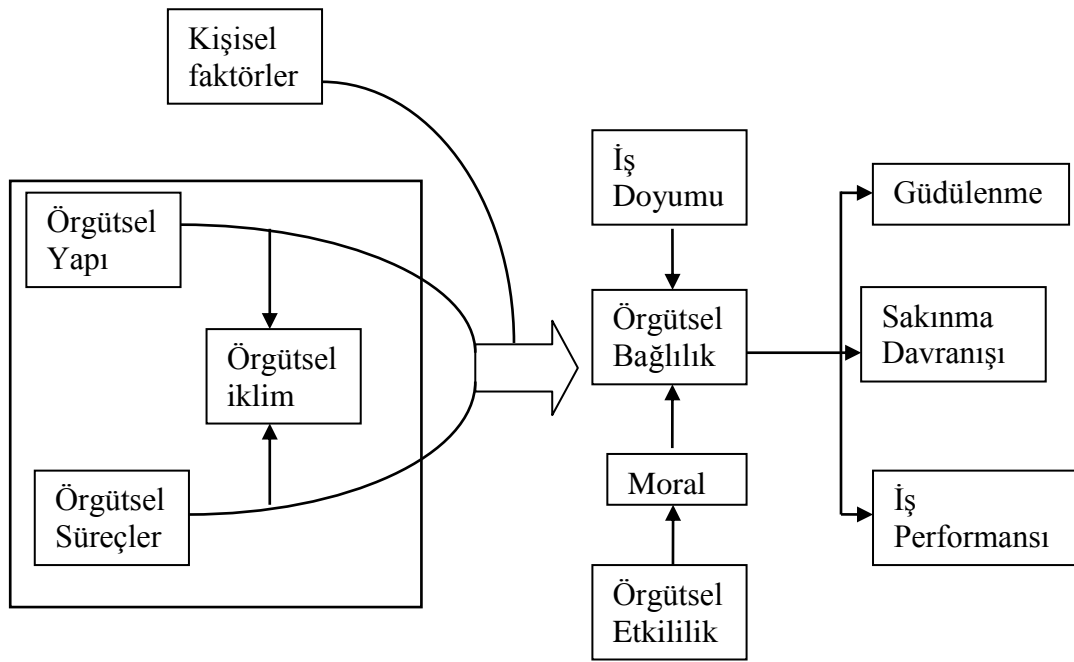 Kişisel
faktörler
İş
Doyumu
Güdülenme
Örgütsel
Yapı
Örgütsel
Bağlılık
Sakınma
Davranışı
Örgütsel
iklim
Moral
Örgütsel
Süreçler
İş
Performansı
Örgütsel
Etkililik